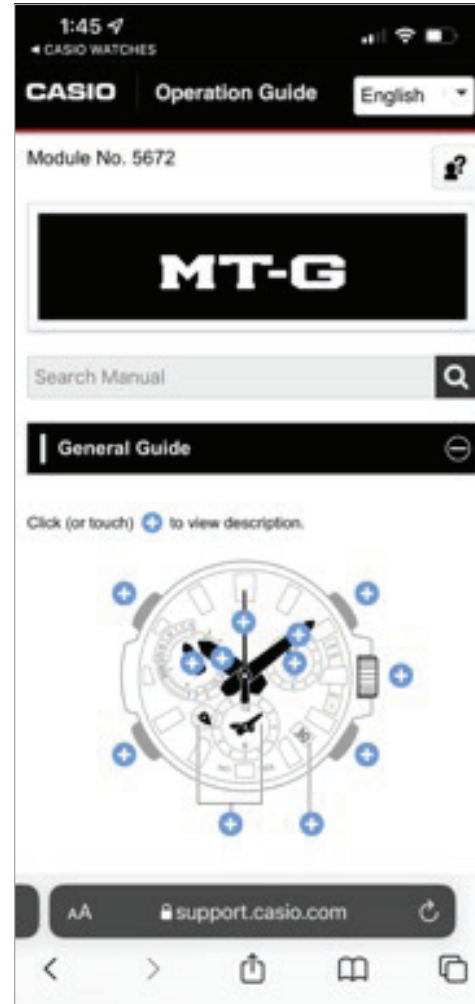 1:45
◀ CASIO WATCHES
CASIO Operation Guide English
Module No. 5672
MT-G
Search Manual
General Guide
Click (or touch) to view description.
30
AA support.casio.com